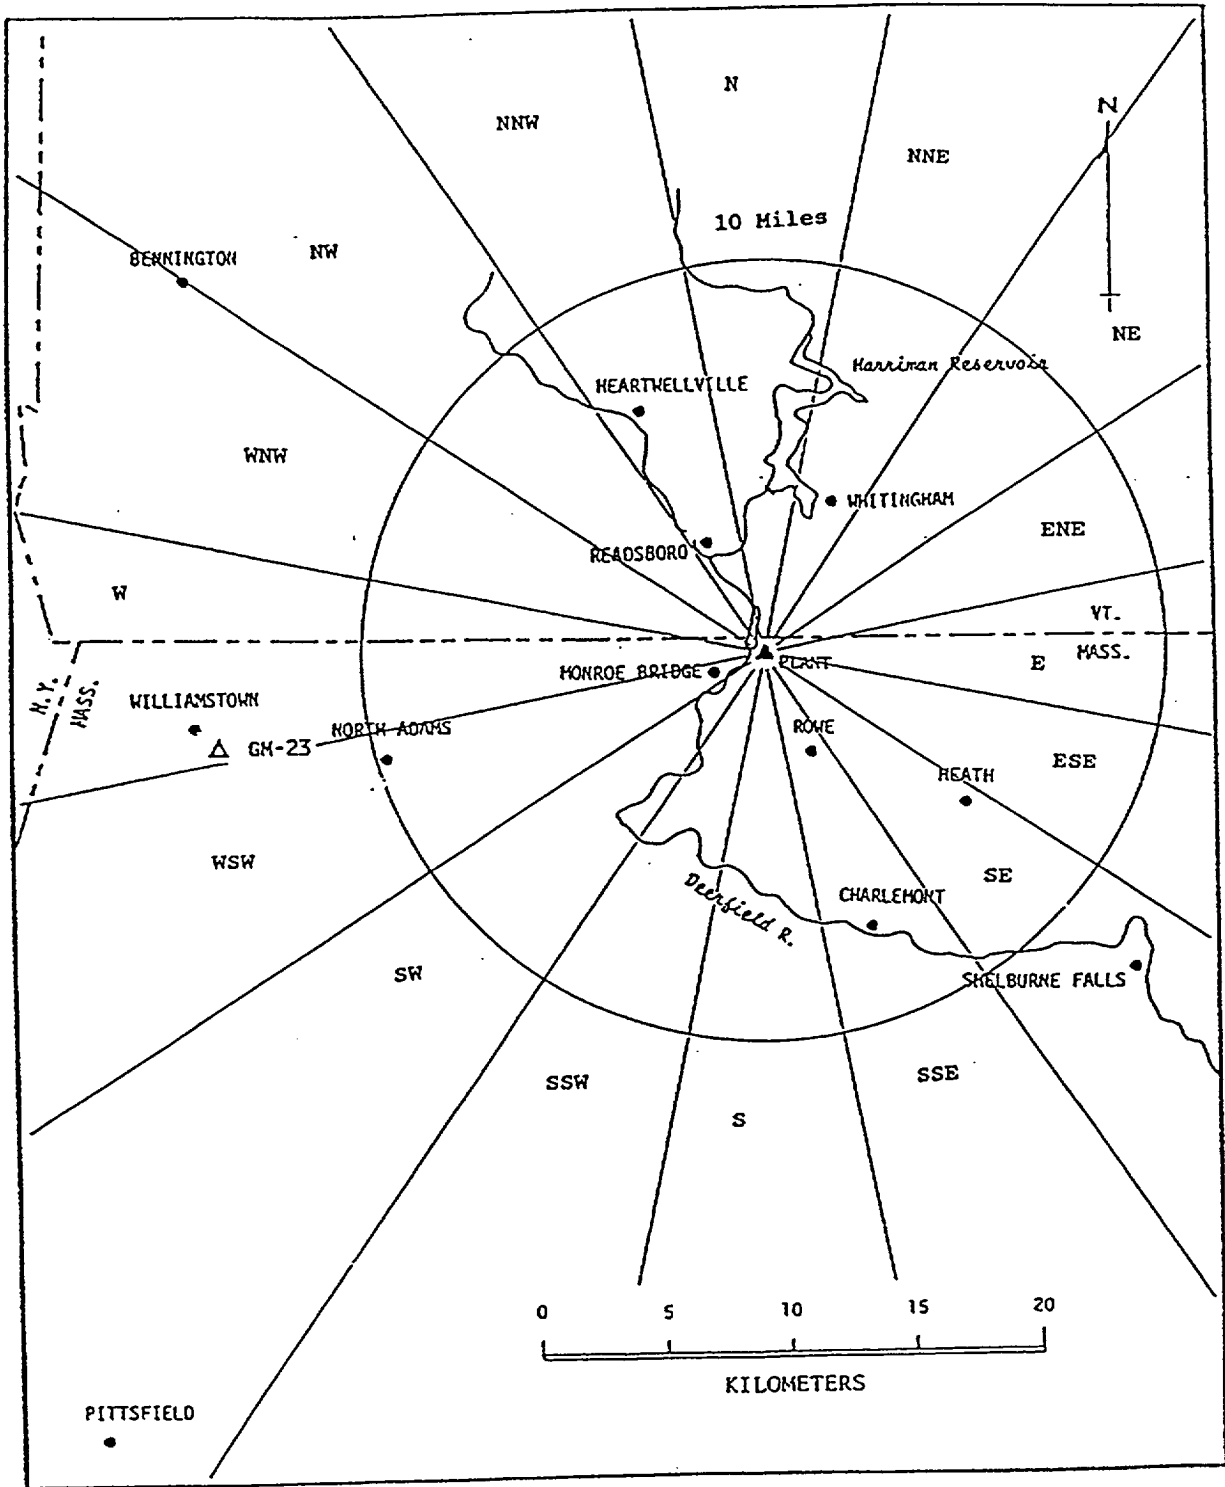 N
NNW
N
NNE
10 Miles
BENNINGTON
NW
NE
Harriman Reservoir
HEARTWELLVILLE
WNW
WHITINGHAM
ENE
READSBORO
W
VT.
MASS.
E
PLANT
MONROE BRIDGE
N.Y.
MASS.
WILLIAMSTOWN
NORTH ADAMS
GM-23
ROWE
HEATH
ESE
WSW
SE
Deerfield R.
CHARLEMONT
SW
SHELBURNE FALLS
SSW
SSE
S
0 5 10 15 20
KILOMETERS
PITTSFIELD